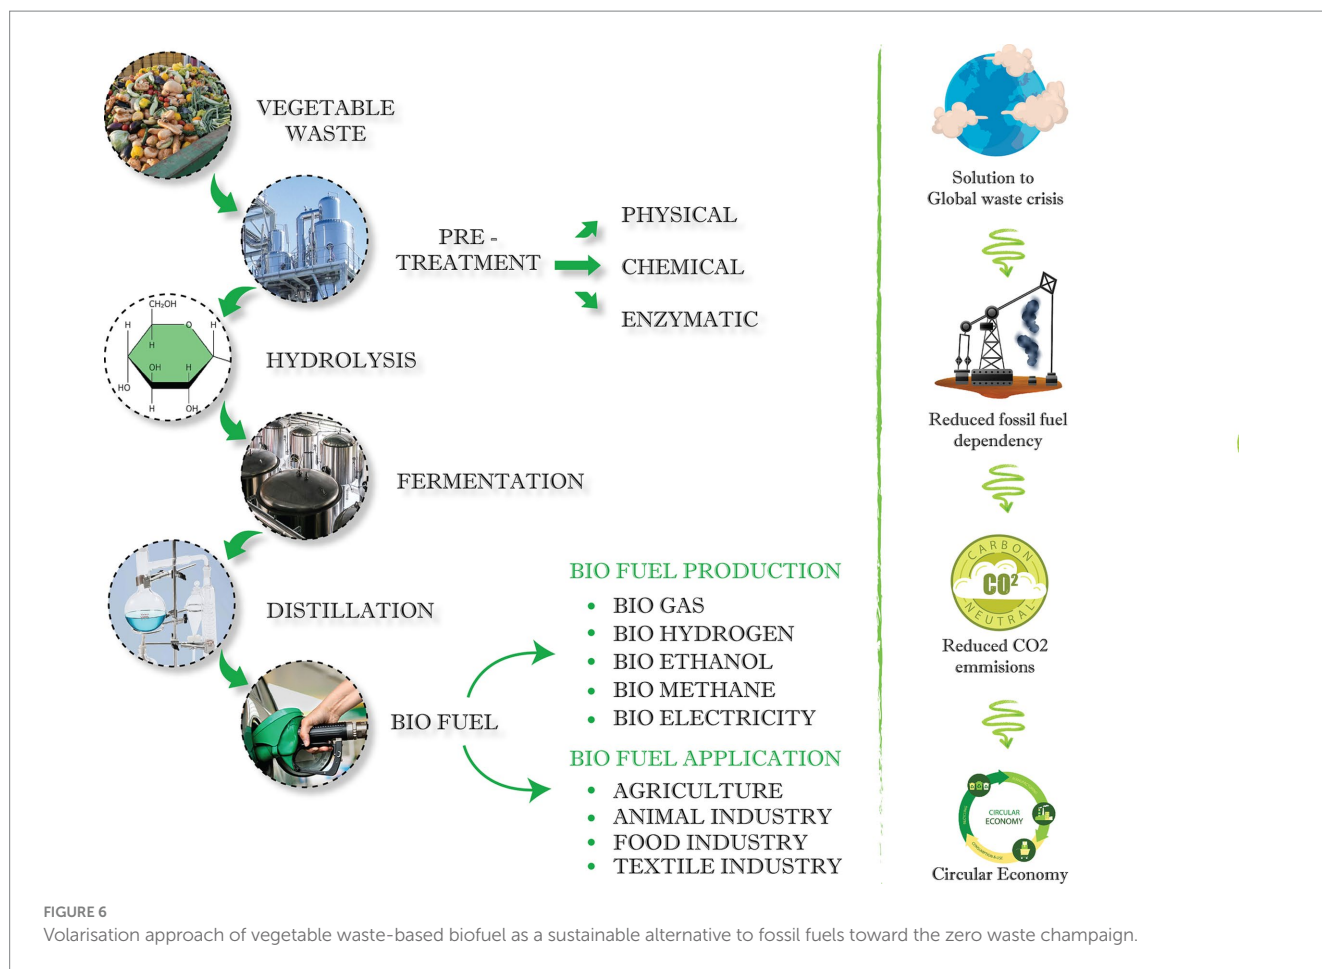 VEGETABLE
WASTE
PRE -
TREATMENT
PHYSICAL
CHEMICAL
ENZYMATIC
CH₂OH
H
O
H
H
OH
H
HO
H
OH
HYDROLYSIS
FERMENTATION
DISTILLATION
BIO FUEL
BIO FUEL PRODUCTION
• BIO GAS
• BIO HYDROGEN
• BIO ETHANOL
• BIO METHANE
• BIO ELECTRICITY
BIO FUEL APPLICATION
• AGRICULTURE
• ANIMAL INDUSTRY
• FOOD INDUSTRY
• TEXTILE INDUSTRY
Solution to
Global waste crisis
Reduced fossil fuel
dependency
CARBON
CO²
NEUTRAL
Reduced CO2
emmisions
CIRCULAR
ECONOMY
Circular Economy
FIGURE 6
Volarisation approach of vegetable waste-based biofuel as a sustainable alternative to fossil fuels toward the zero waste champaign.